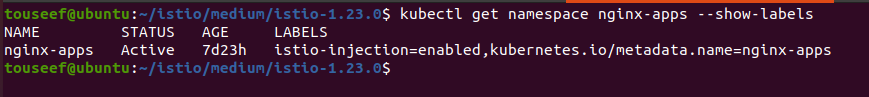 touseef@ubuntu:~/istio/medium/istio-1.23.0$ kubectl get namespace nginx-apps --show-labels
NAME         STATUS   AGE     LABELS
nginx-apps   Active   7d23h   istio-injection=enabled,kubernetes.io/metadata.name=nginx-apps
touseef@ubuntu:~/istio/medium/istio-1.23.0$